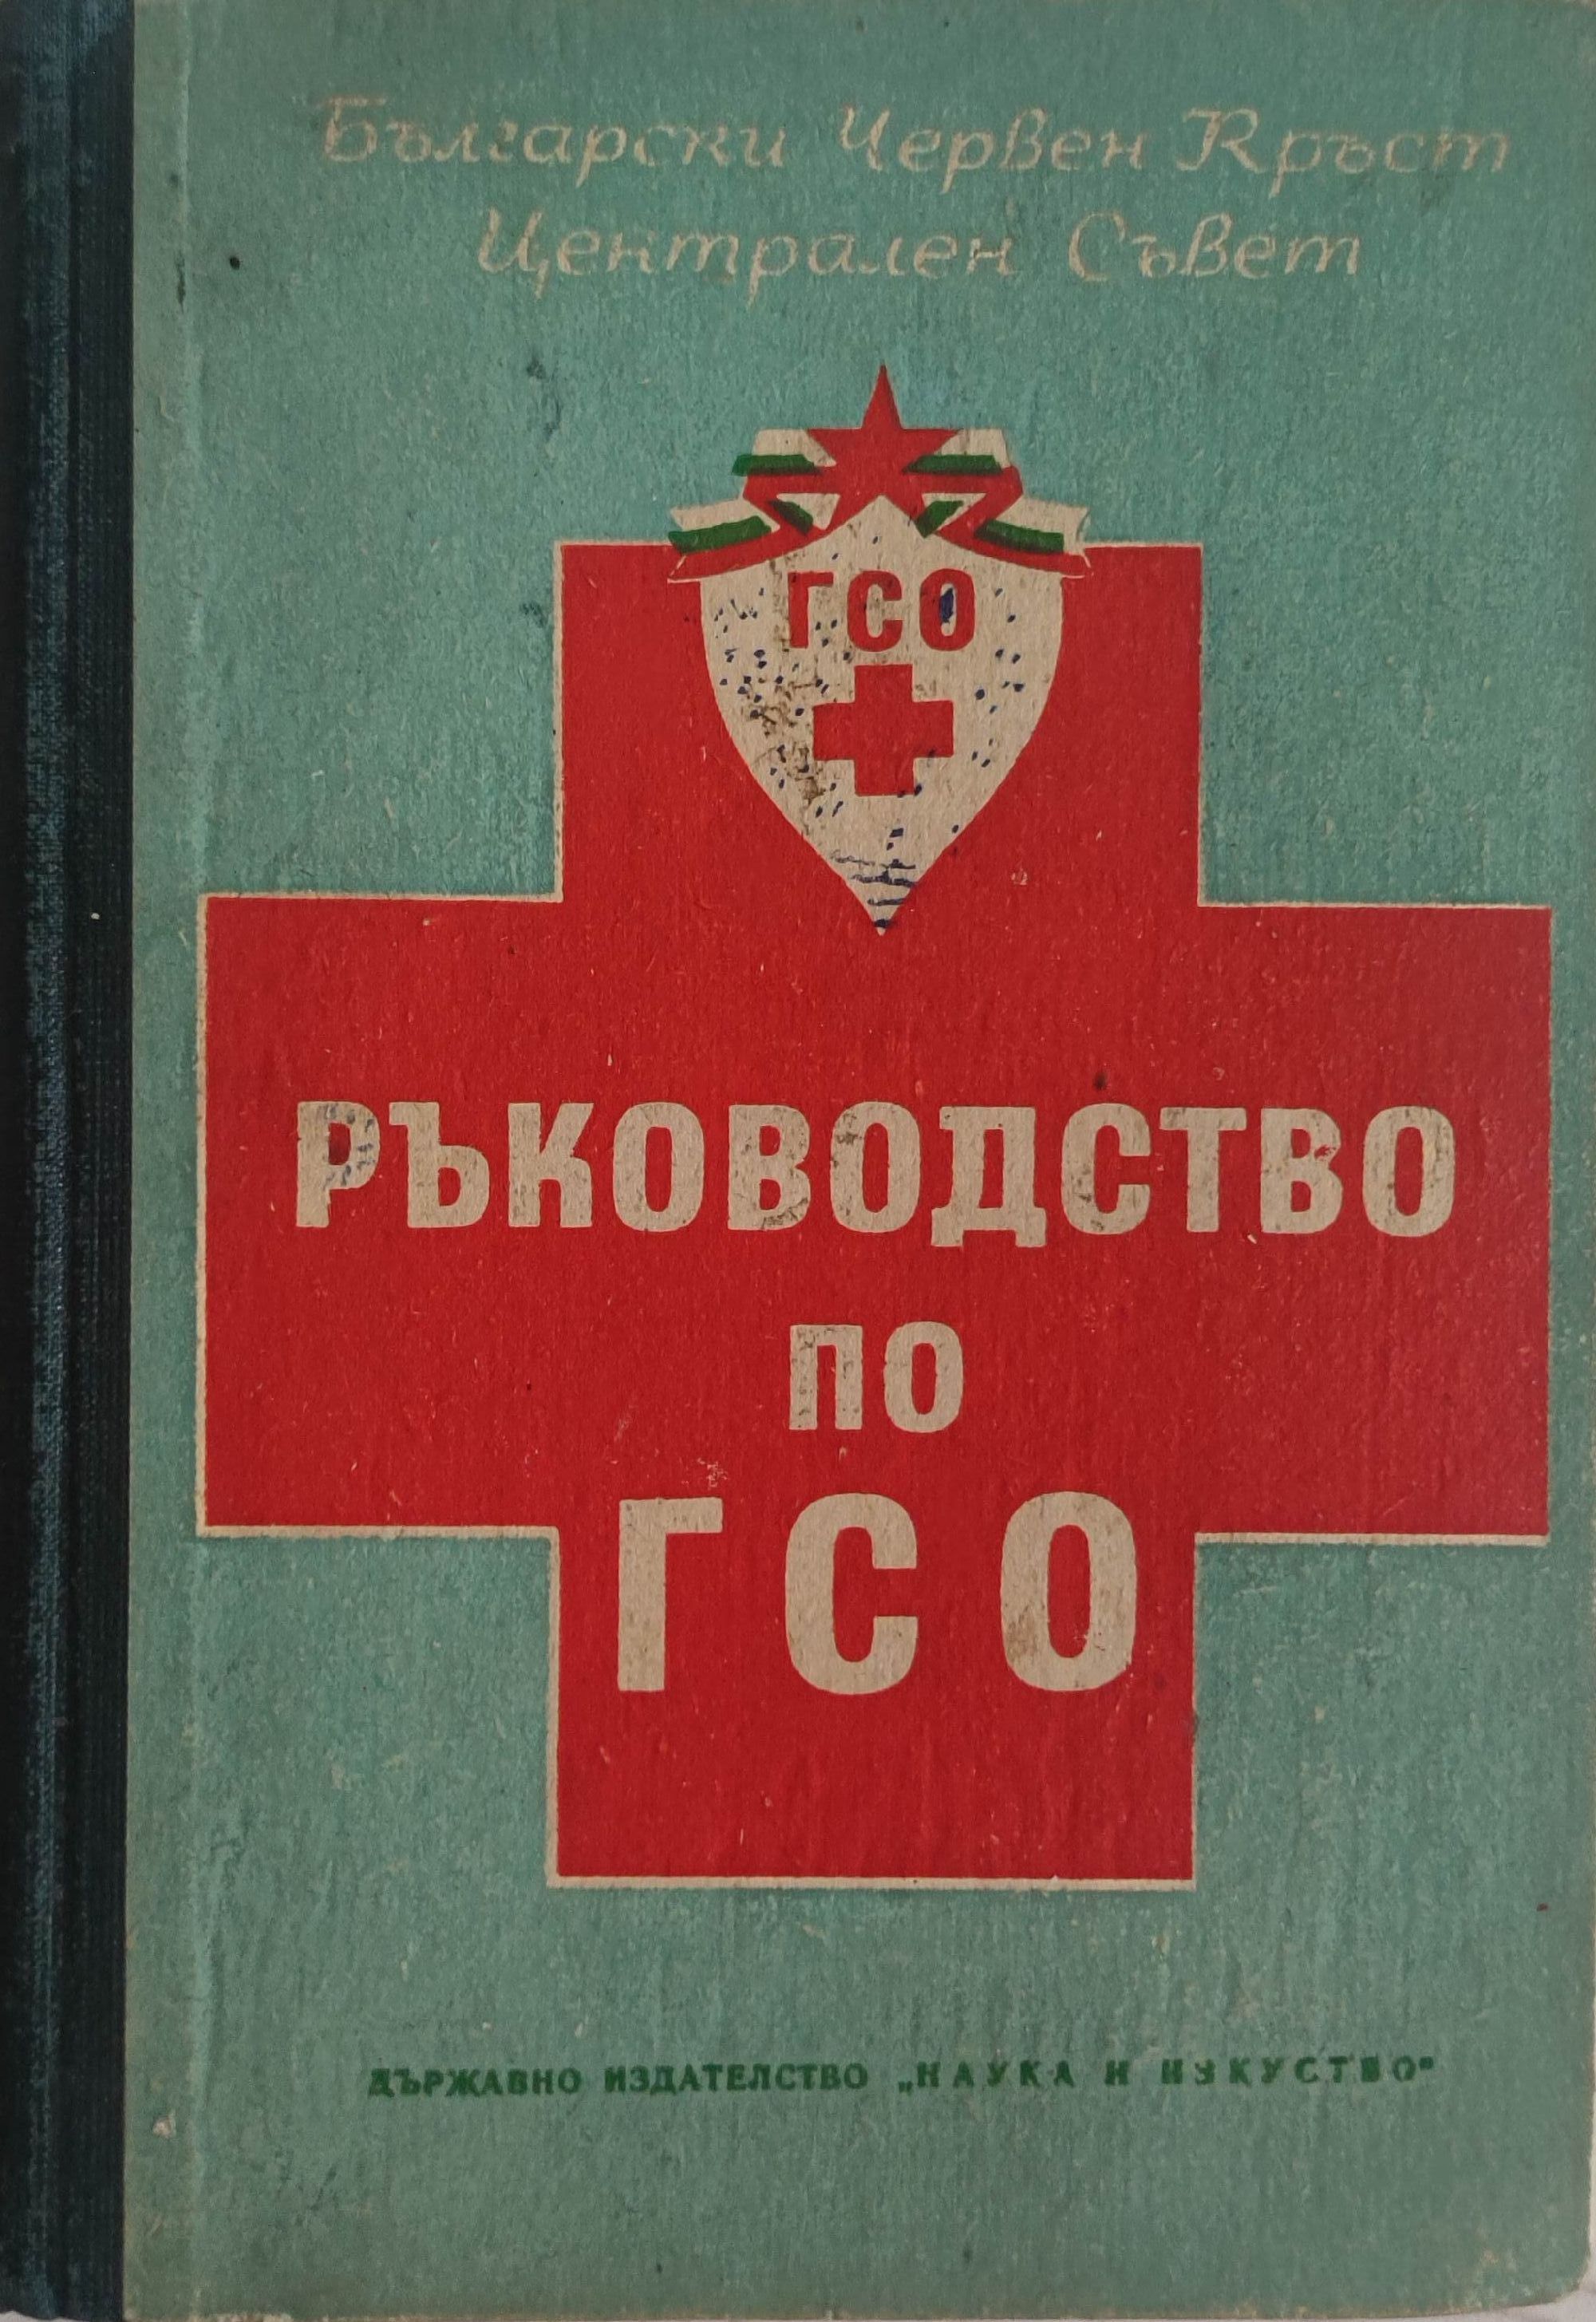 Български Червен Кръст
Централен Съвет
ГСО
РЪКОВОДСТВО
ПО
ГСО
ДЪРЖАВНО ИЗДАТЕЛСТВО „НАУКА И ИЗКУСТВО"